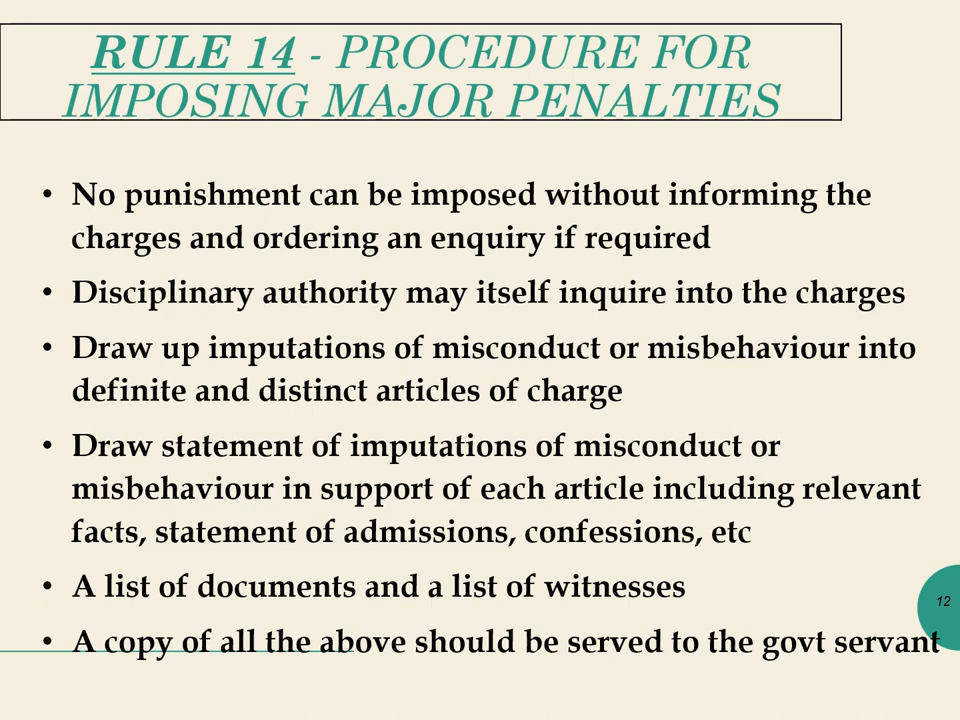 RULE 14 - PROCEDURE FOR
IMPOSING MAJOR PENALTIES
• No punishment can be imposed without informing the
charges and ordering an enquiry if required
• Disciplinary authority may itself inquire into the charges
• Draw up imputations of misconduct or misbehaviour into
definite and distinct articles of charge
• Draw statement of imputations of misconduct or
misbehaviour in support of each article including relevant
facts, statement of admissions, confessions, etc
• A list of documents and a list of witnesses
12
• A copy of all the above should be served to the govt servant